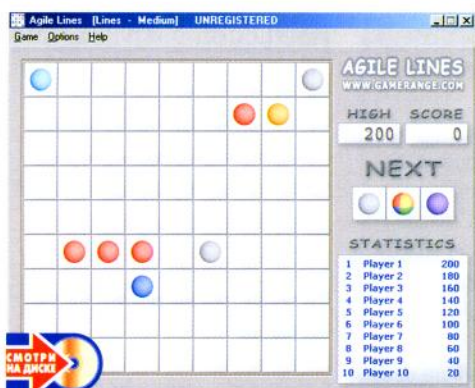 Agile Lines [Lines - Medium] UNREGISTERED
Game Options Help
AGILE LINES
WWW.GAMERANGE.COM
HIGH SCORE
200 0
NEXT
STATISTICS
1 Player 1 200
2 Player 2 180
3 Player 3 160
4 Player 4 140
5 Player 5 120
6 Player 6 100
7 Player 7 80
8 Player 8 60
9 Player 9 40
10 Player 10 20
СМОТРИ
НА ДИСКЕ